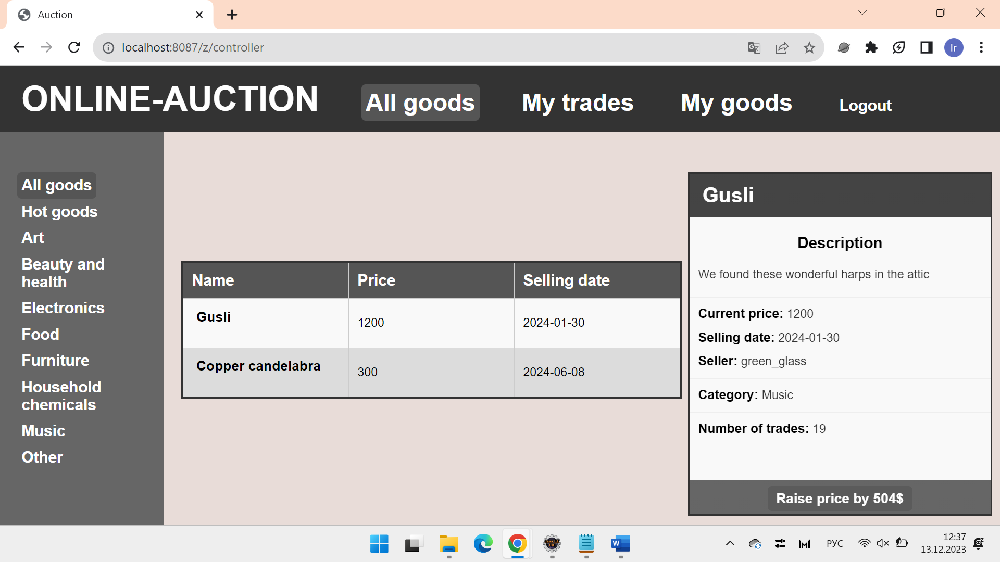 Auction
localhost:8087/z/controller
Ir
ONLINE-AUCTION
All goods
My trades
My goods
Logout
All goods
Hot goods
Art
Beauty and
health
Electronics
Food
Furniture
Household
chemicals
Music
Other
Name Price Selling date
Gusli 1200 2024-01-30
Copper candelabra 300 2024-06-08
Gusli
Description
We found these wonderful harps in the attic
Current price: 1200
Selling date: 2024-01-30
Seller: green_glass
Category: Music
Number of trades: 19
Raise price by 504$
РУС
12:37
13.12.2023